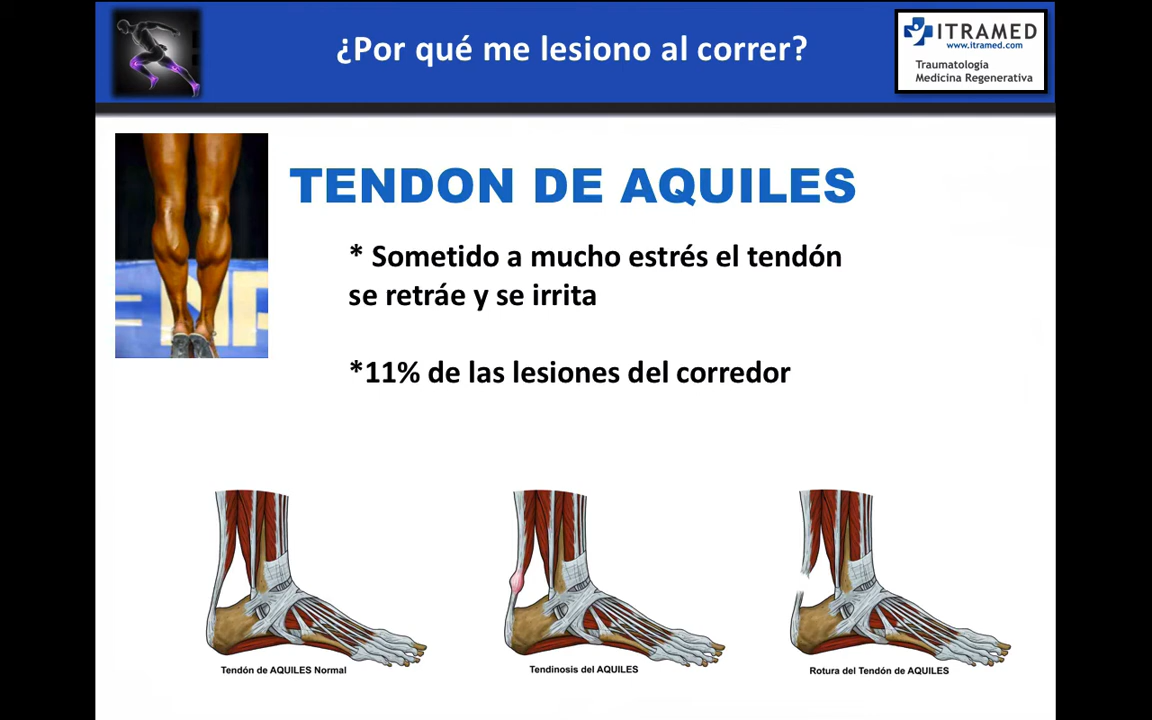 ¿Por qué me lesiono al correr?
ITRAMED
www.itramed.com
Traumatología
Medicina Regenerativa
TENDON DE AQUILES
* Sometido a mucho estrés el tendón
se retráe y se irrita
*11% de las lesiones del corredor
Tendón de AQUILES Normal
Tendinosis del AQUILES
Rotura del Tendón de AQUILES